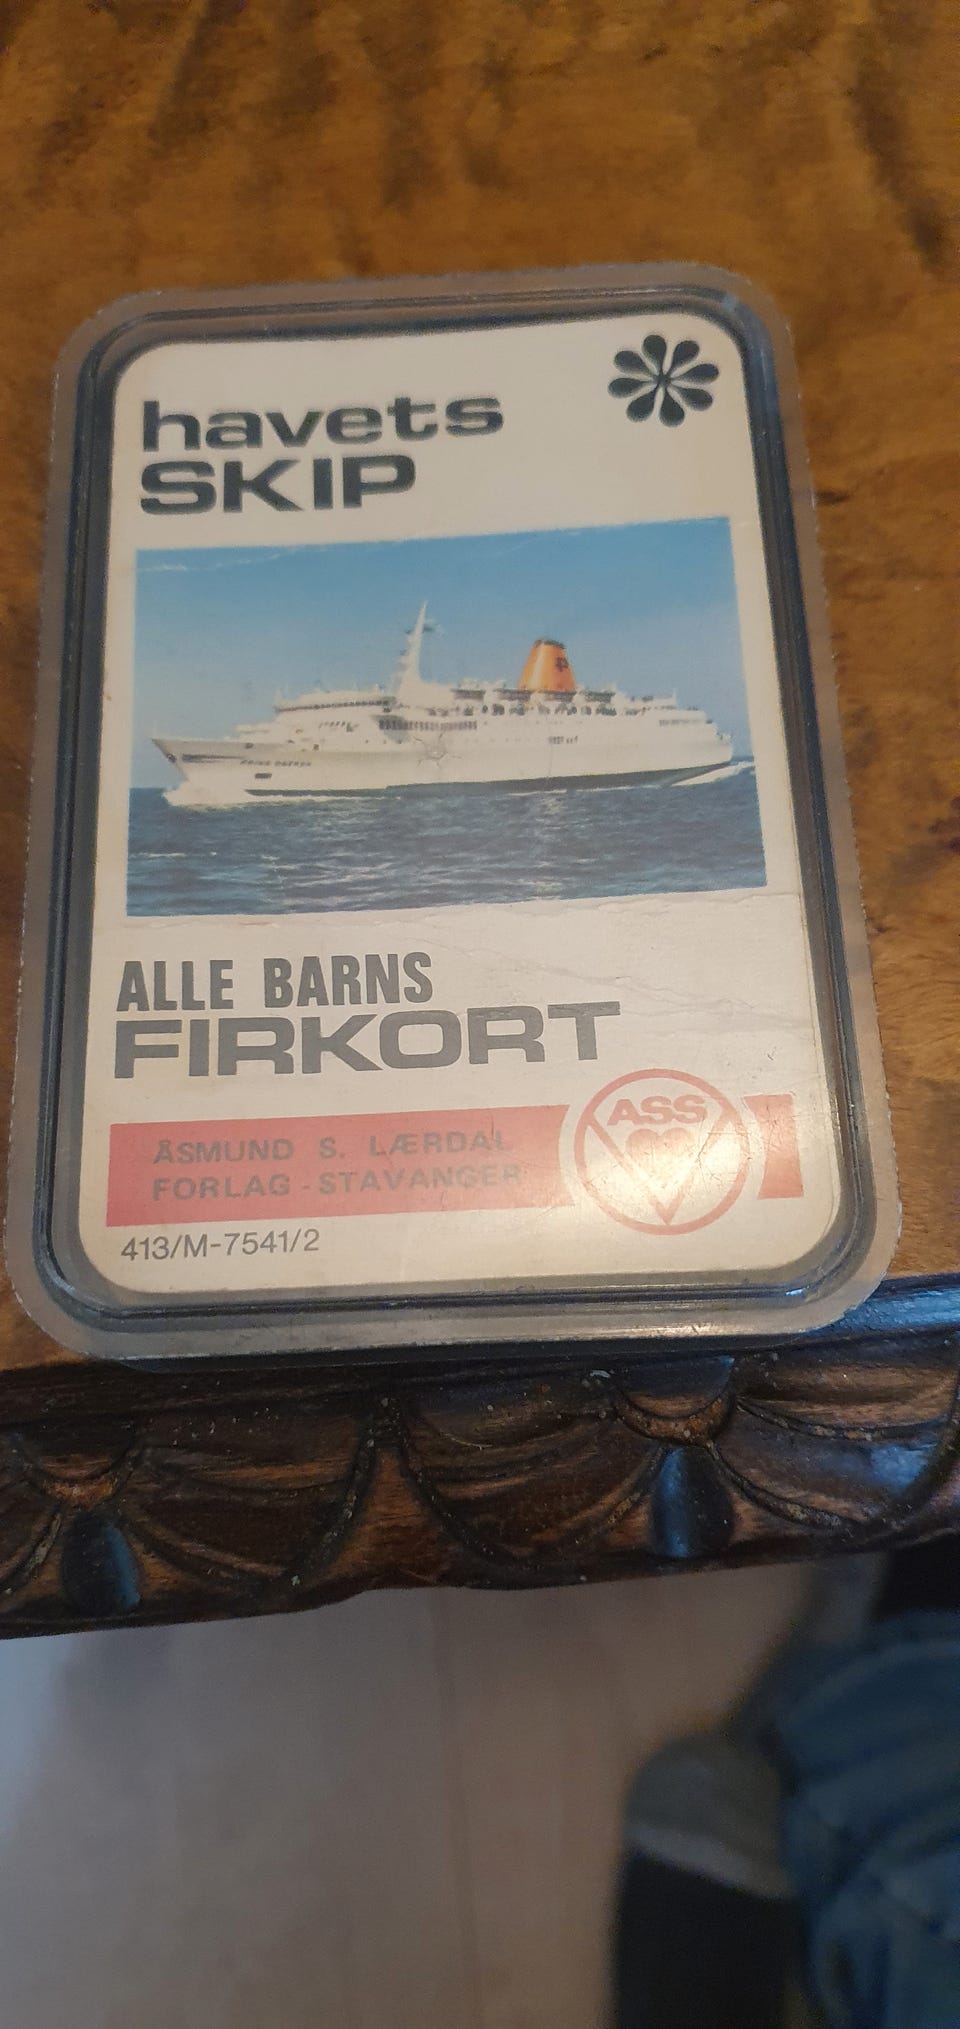 havets
SKIP
ALLE BARNS
FIRKORT
ÅSMUND S. LÆRDAL
FORLAG - STAVANGER
ASS
413/M-7541/2